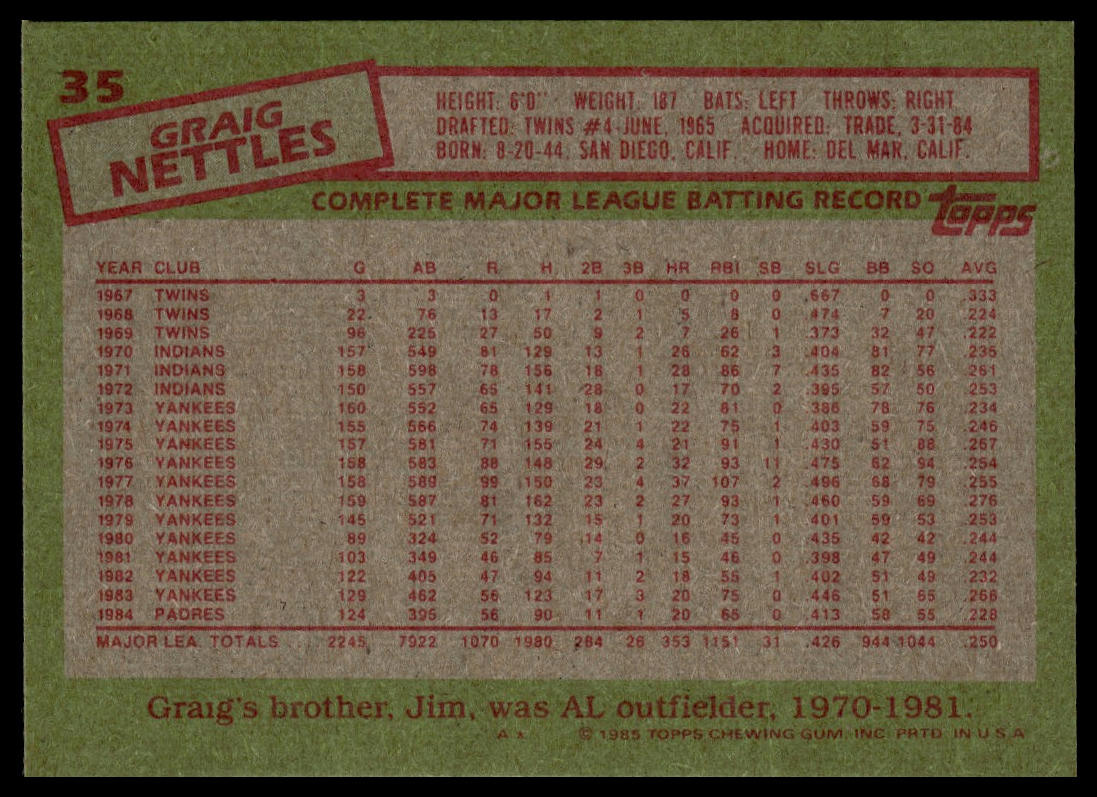 35
GRAIG
NETTLES
HEIGHT: 6'0" WEIGHT: 187 BATS: LEFT THROWS: RIGHT
DRAFTED: TWINS #4-JUNE, 1965 ACQUIRED: TRADE, 3-31-84
BORN: 8-20-44, SAN DIEGO, CALIF. HOME: DEL MAR, CALIF.
COMPLETE MAJOR LEAGUE BATTING RECORD topps
YEAR CLUB G AB R H 2B 3B HR RBI SB SLG BB SO AVG
1967 TWINS 3 3 0 1 1 0 0 0 0 .667 0 0 .333
1968 TWINS 22 76 13 17 2 1 5 8 0 .474 7 20 .224
1969 TWINS 96 225 27 50 9 2 7 26 1 .373 32 47 .222
1970 INDIANS 157 549 81 129 13 1 26 62 3 .404 81 77 .235
1971 INDIANS 158 598 78 156 18 1 28 86 7 .435 82 56 .261
1972 INDIANS 150 557 65 141 28 0 17 70 2 .395 57 50 .253
1973 YANKEES 160 552 65 129 18 0 22 81 0 .386 78 76 .234
1974 YANKEES 155 566 74 139 21 1 22 75 1 .403 59 75 .246
1975 YANKEES 157 581 71 155 24 4 21 91 1 .430 51 88 .267
1976 YANKEES 158 583 88 148 29 2 32 93 11 .475 62 94 .254
1977 YANKEES 158 589 99 150 23 4 37 107 2 .496 68 79 .255
1978 YANKEES 159 587 81 162 23 2 27 93 1 .460 59 69 .276
1979 YANKEES 145 521 71 132 15 1 20 73 1 .401 59 53 .253
1980 YANKEES 89 324 52 79 14 0 16 45 0 .435 42 42 .244
1981 YANKEES 103 349 46 85 7 1 15 46 0 .398 47 49 .244
1982 YANKEES 122 405 47 94 11 2 18 55 1 .402 51 49 .232
1983 YANKEES 129 462 56 123 17 3 20 75 0 .446 51 65 .266
1984 PADRES 124 395 56 90 11 1 20 65 0 .413 58 55 .228
MAJOR LEA. TOTALS 2245 7922 1070 1980 284 26 353 1151 31 .426 944 1044 .250
Graig's brother, Jim, was AL outfielder, 1970-1981.
A* © 1985 TOPPS CHEWING GUM, INC. PRTD. IN U.S.A.